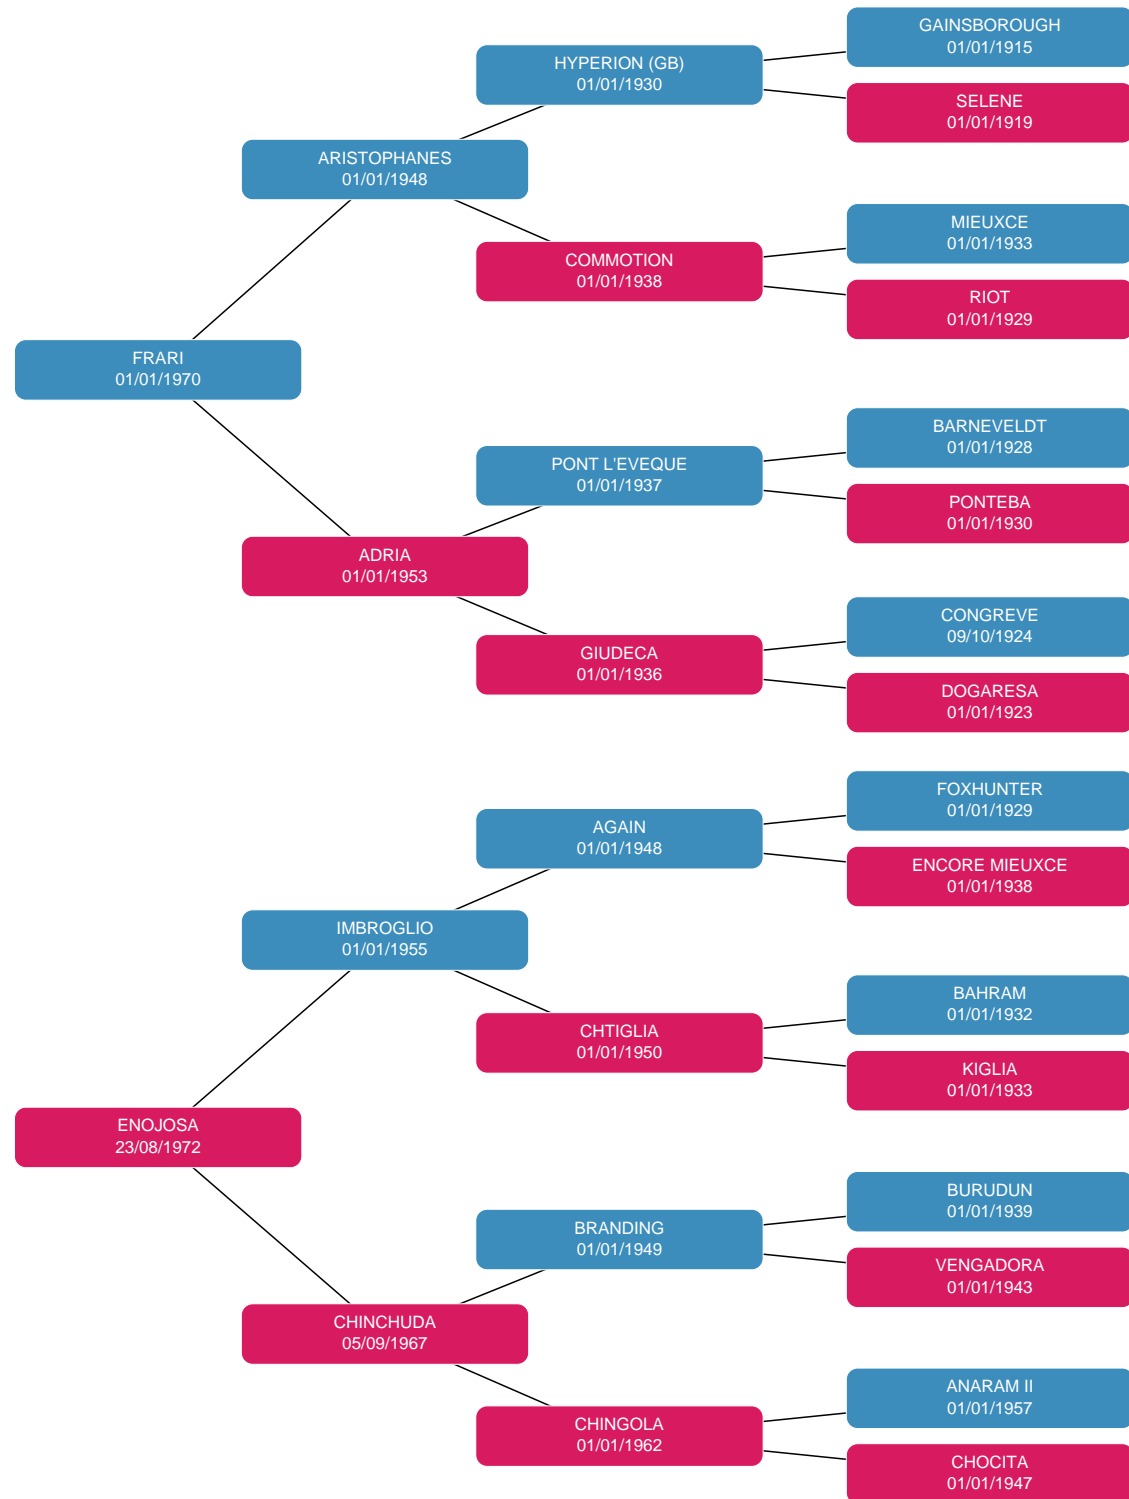 GAINSBOROUGH
01/01/1915
HYPERION (GB)
01/01/1930
SELENE
01/01/1919
ARISTOPHANES
01/01/1948
MIEUXCE
01/01/1933
COMMOTION
01/01/1938
RIOT
01/01/1929
FRARI
01/01/1970
BARNEVELDT
01/01/1928
PONT L'EVEQUE
01/01/1937
PONTEBA
01/01/1930
ADRIA
01/01/1953
CONGREVE
09/10/1924
GIUDECA
01/01/1936
DOGARESA
01/01/1923
FOXHUNTER
01/01/1929
AGAIN
01/01/1948
ENCORE MIEUXCE
01/01/1938
IMBROGLIO
01/01/1955
BAHRAM
01/01/1932
CHTIGLIA
01/01/1950
KIGLIA
01/01/1933
ENOJOSA
23/08/1972
BURUDUN
01/01/1939
BRANDING
01/01/1949
VENGADORA
01/01/1943
CHINCHUDA
05/09/1967
ANARAM II
01/01/1957
CHINGOLA
01/01/1962
CHOCITA
01/01/1947